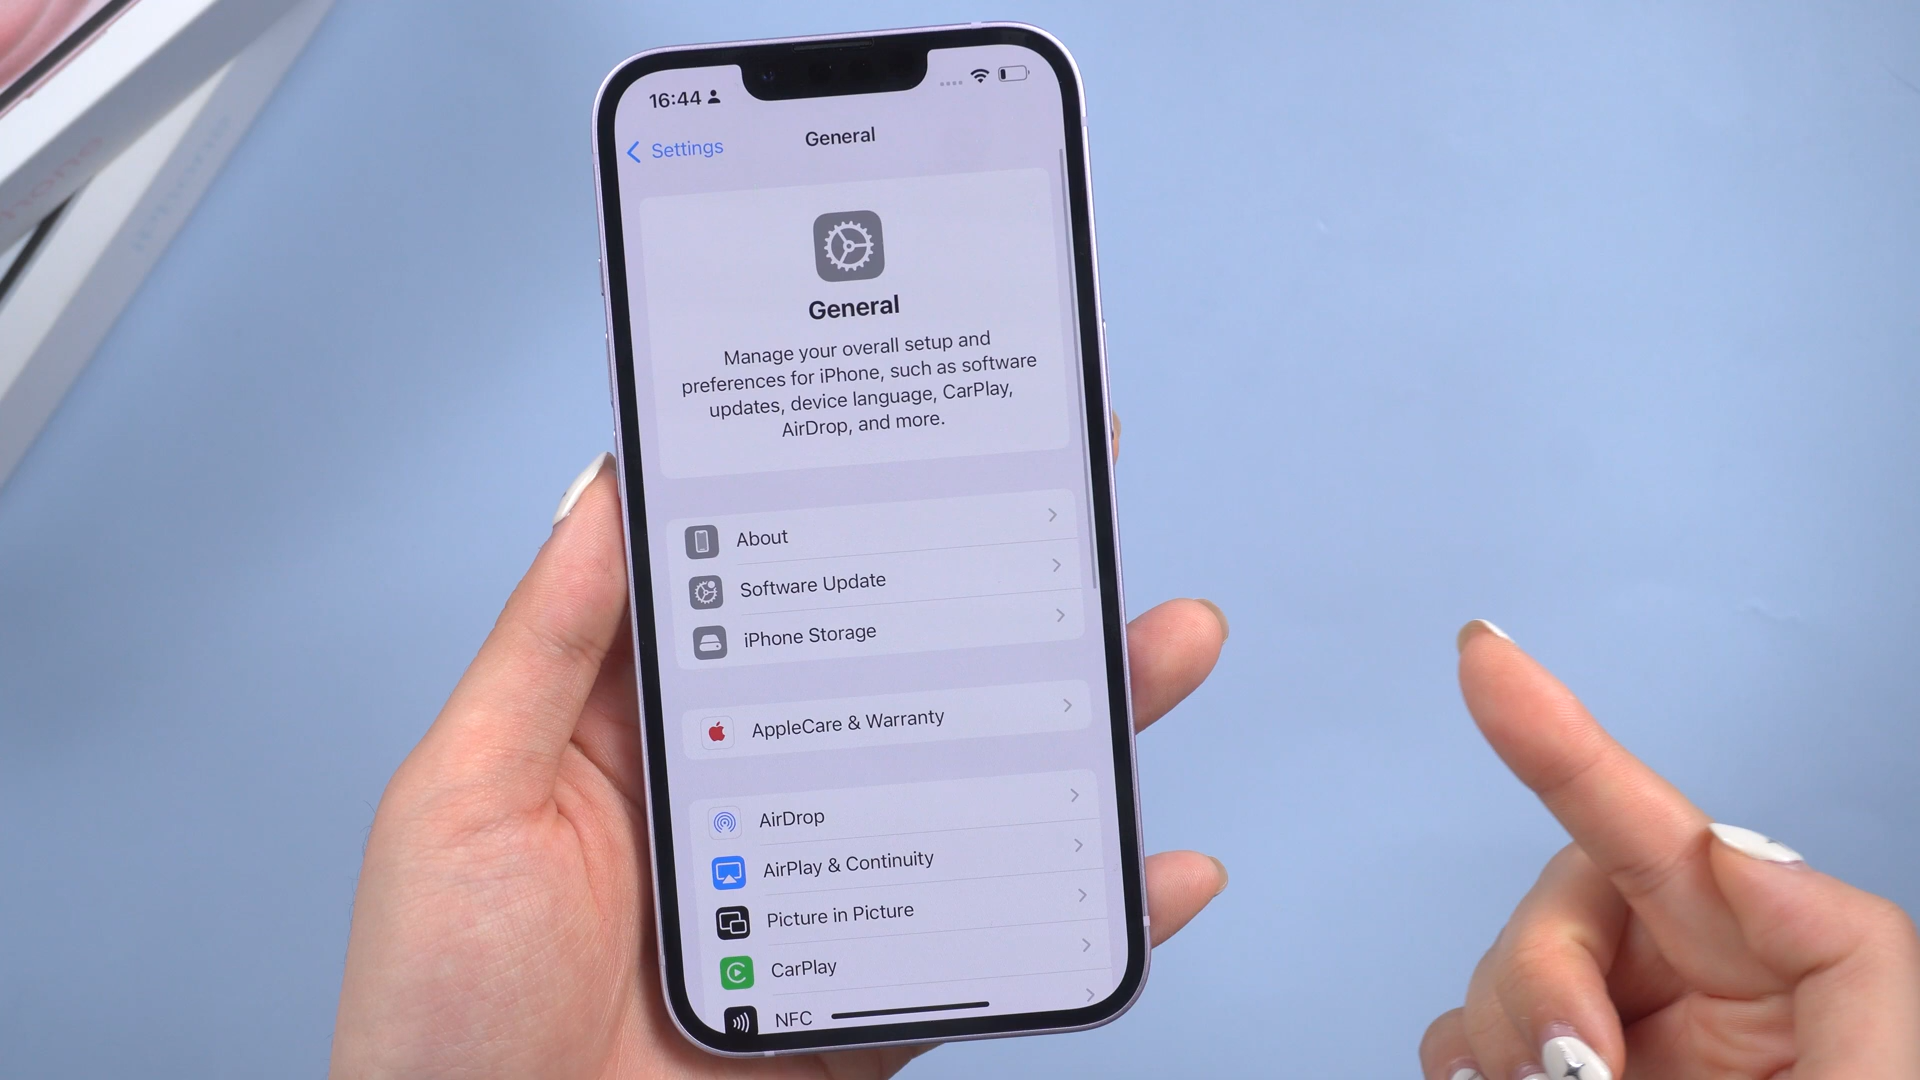 16:44
Settings
General
General
Manage your overall setup and
preferences for iPhone, such as software
updates, device language, CarPlay,
AirDrop, and more.
About
Software Update
iPhone Storage
AppleCare & Warranty
AirDrop
AirPlay & Continuity
Picture in Picture
CarPlay
NFC